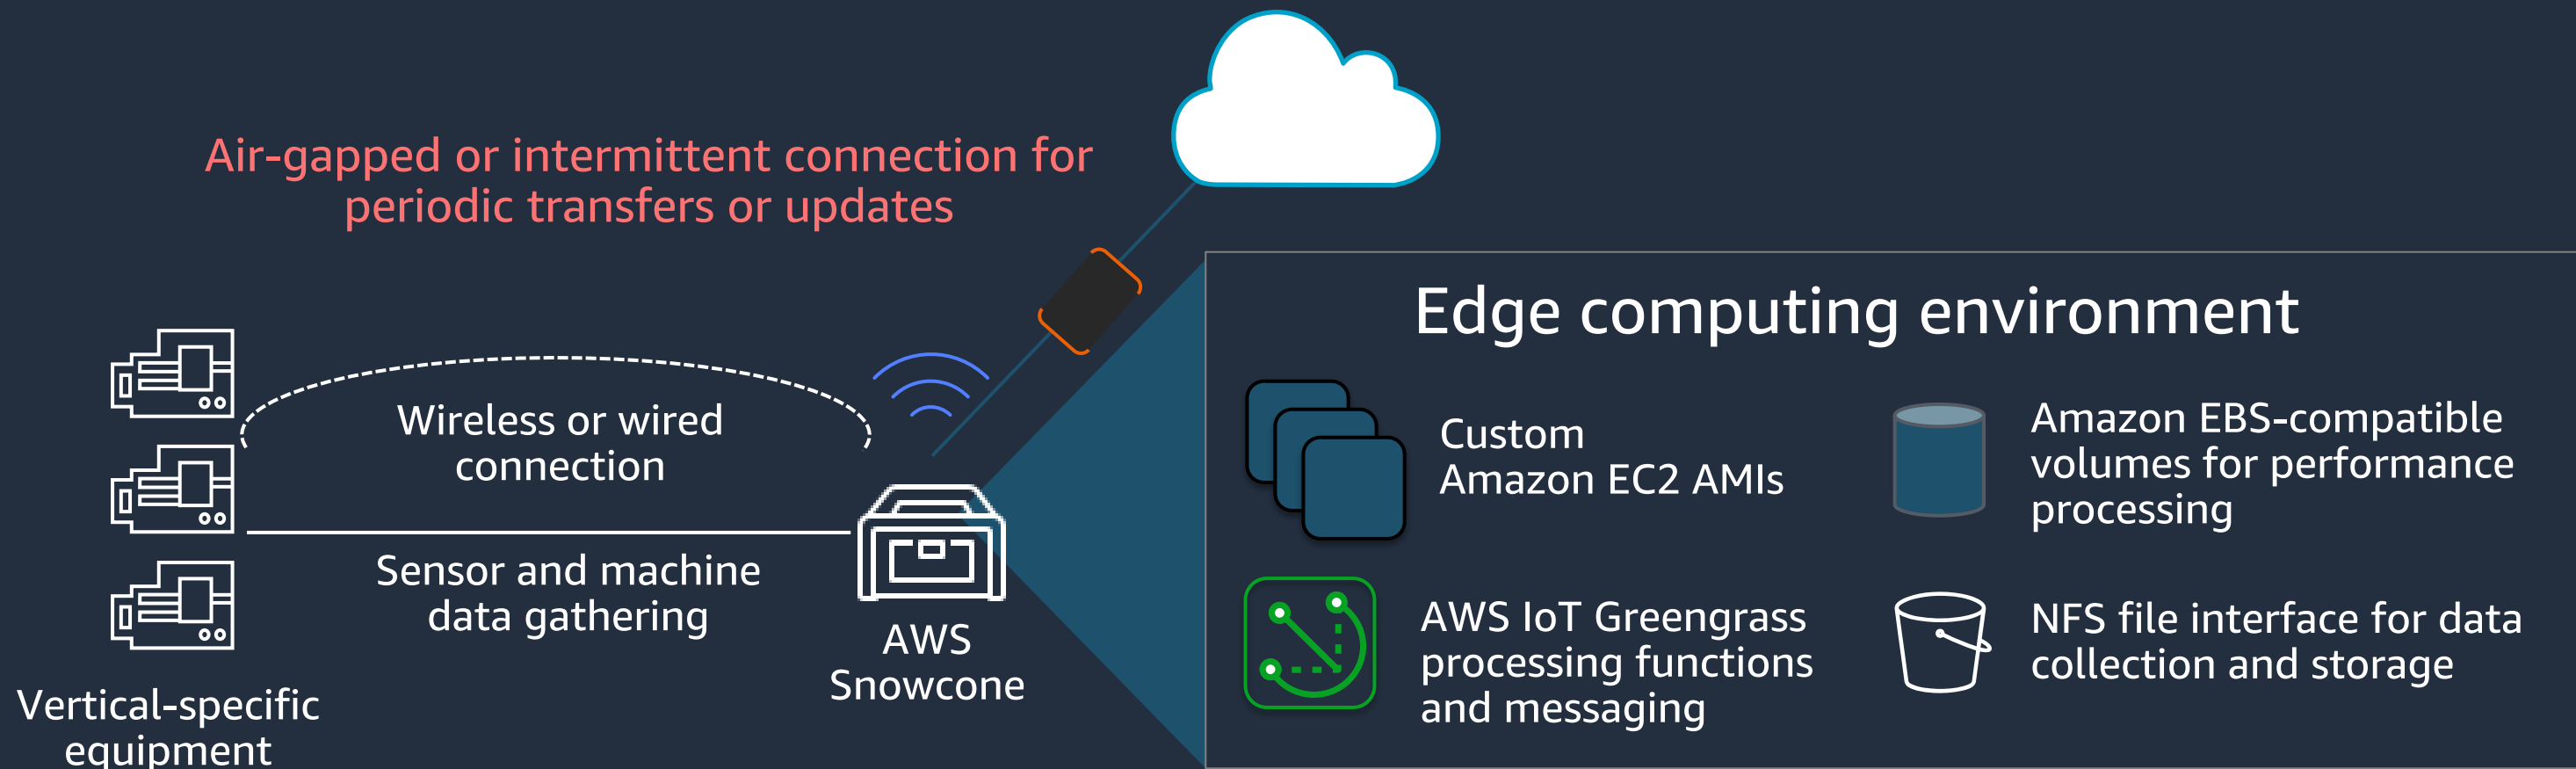 Air-gapped or intermittent connection for
periodic transfers or updates
Wireless or wired
connection
Sensor and machine
data gathering
Vertical-specific
equipment
AWS
Snowcone
Edge computing environment
Custom
Amazon EC2 AMIs
Amazon EBS-compatible
volumes for performance
processing
AWS IoT Greengrass
processing functions
and messaging
NFS file interface for data
collection and storage